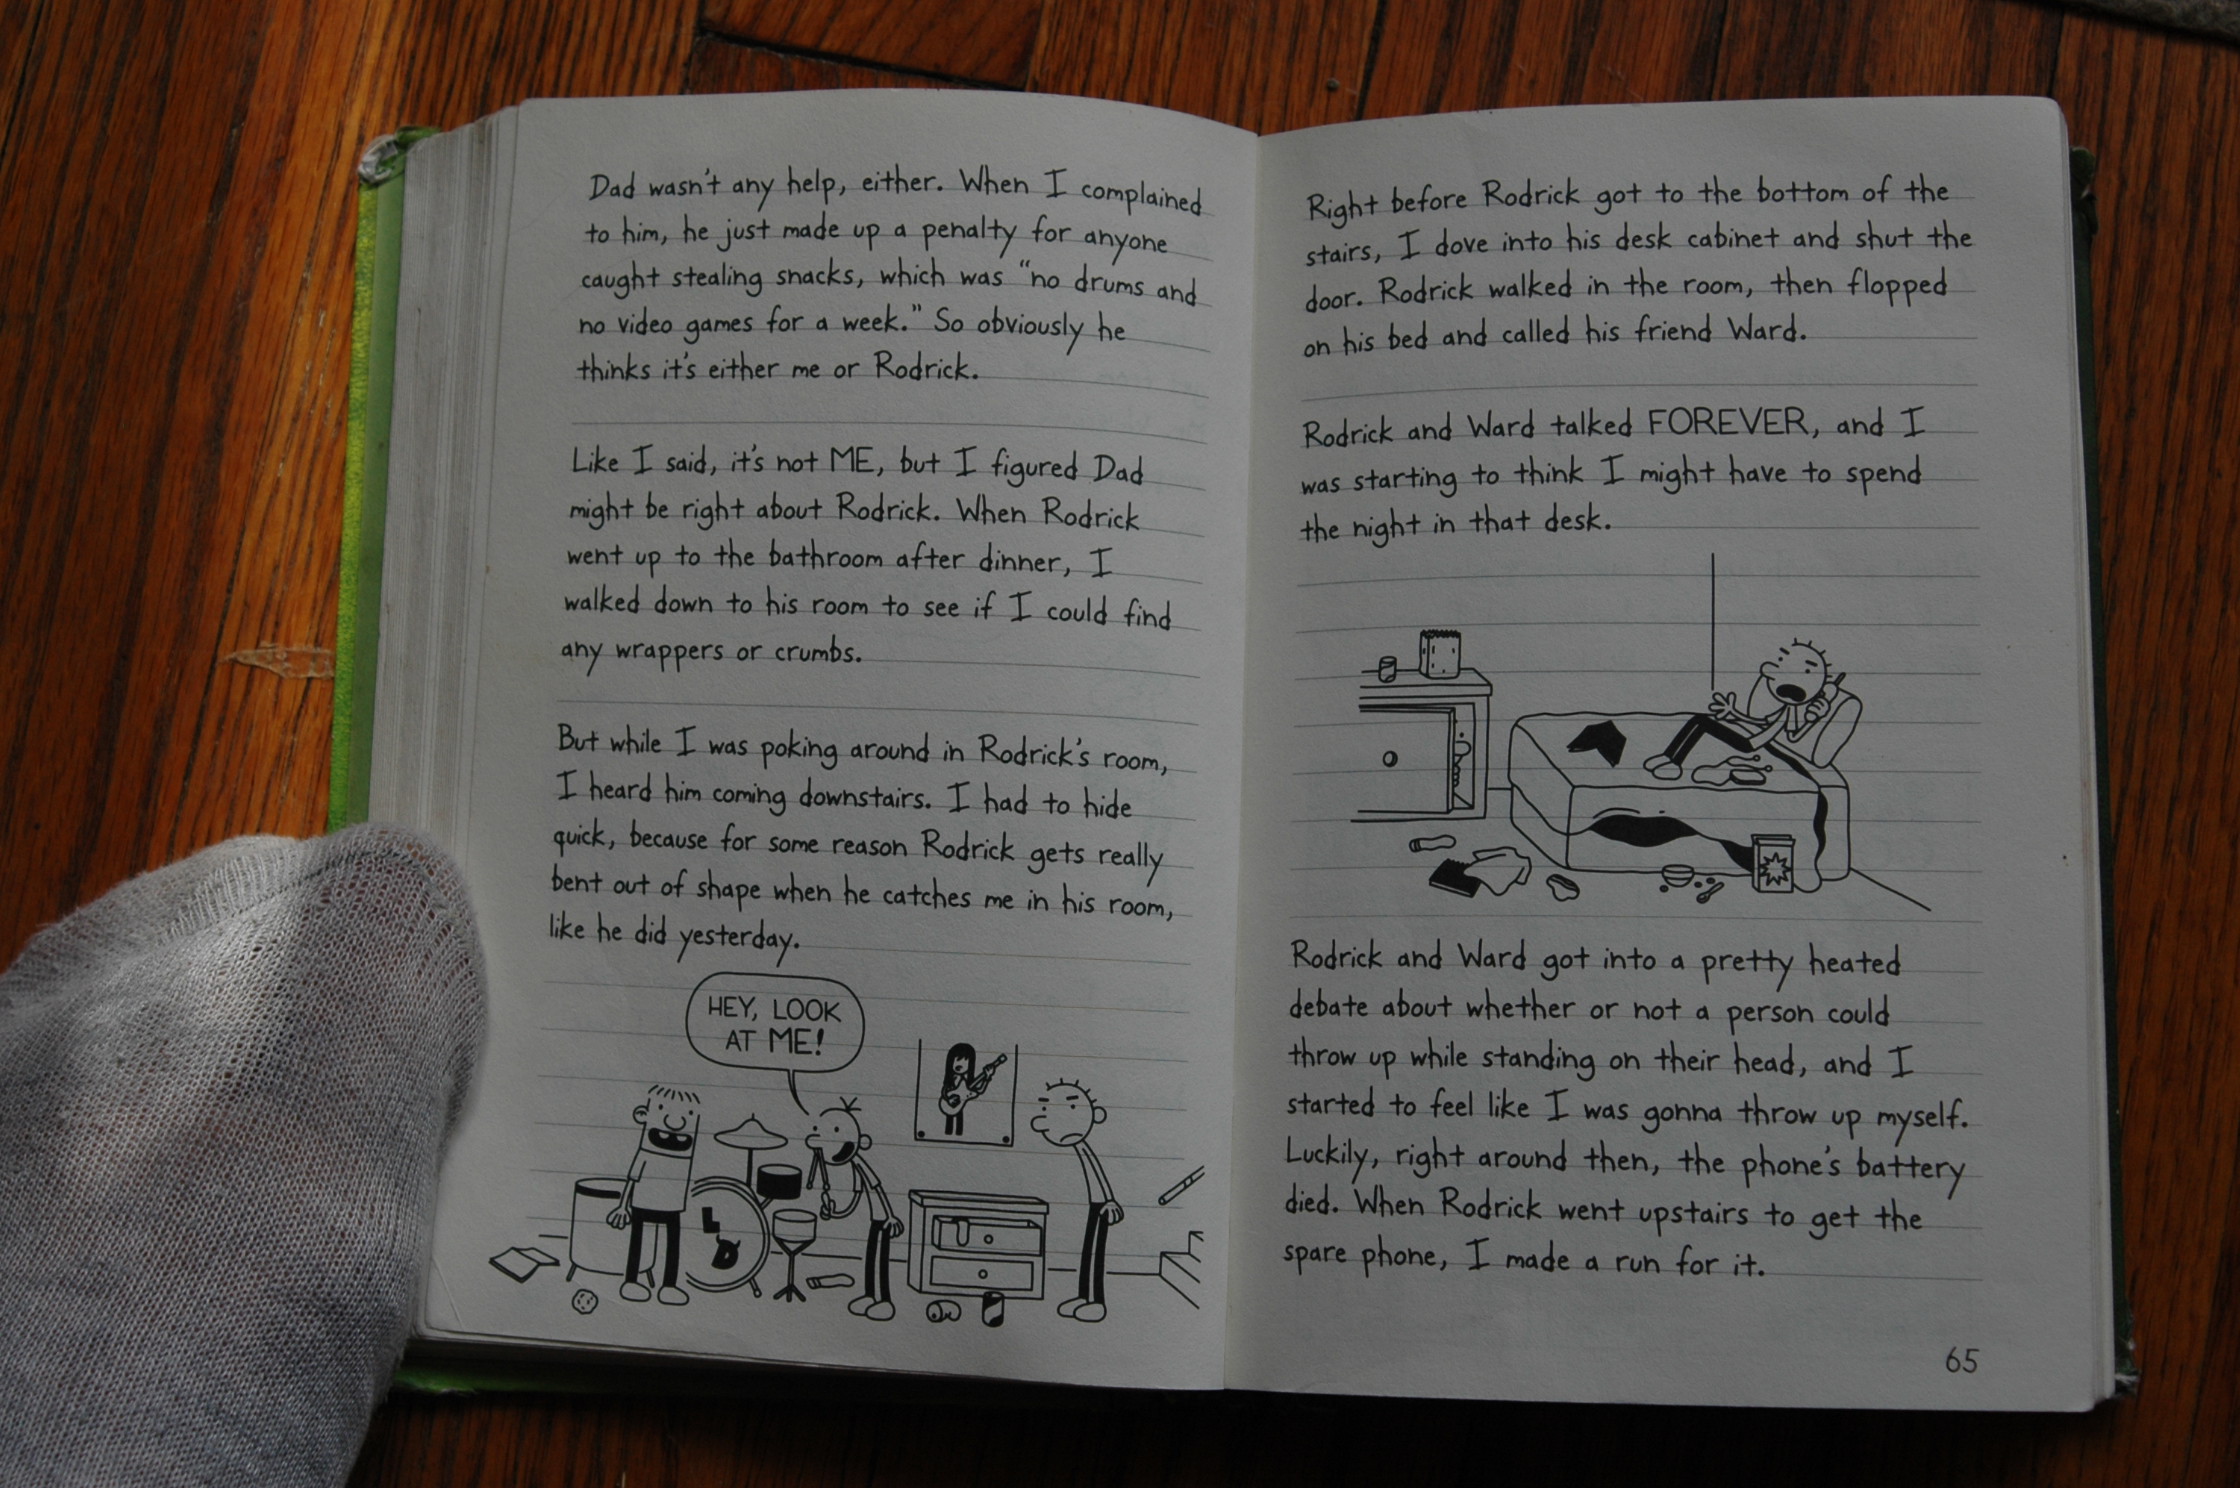 Dad wasn't any help, either. When I complained
to him, he just made up a penalty for anyone
caught stealing snacks, which was "no drums and
no video games for a week." So obviously he
thinks it's either me or Rodrick.
Like I said, it's not ME, but I figured Dad
might be right about Rodrick. When Rodrick
went up to the bathroom after dinner, I
walked down to his room to see if I could find
any wrappers or crumbs.
But while I was poking around in Rodrick's room,
I heard him coming downstairs. I had to hide
quick, because for some reason Rodrick gets really
bent out of shape when he catches me in his room,
like he did yesterday.
HEY, LOOK
AT ME!
Right before Rodrick got to the bottom of the
stairs, I dove into his desk cabinet and shut the
door. Rodrick walked in the room, then flopped
on his bed and called his friend Ward.
Rodrick and Ward talked FOREVER, and I
was starting to think I might have to spend
the night in that desk.
Rodrick and Ward got into a pretty heated
debate about whether or not a person could
throw up while standing on their head, and I
started to feel like I was gonna throw up myself.
Luckily, right around then, the phone's battery
died. When Rodrick went upstairs to get the
spare phone, I made a run for it.
65